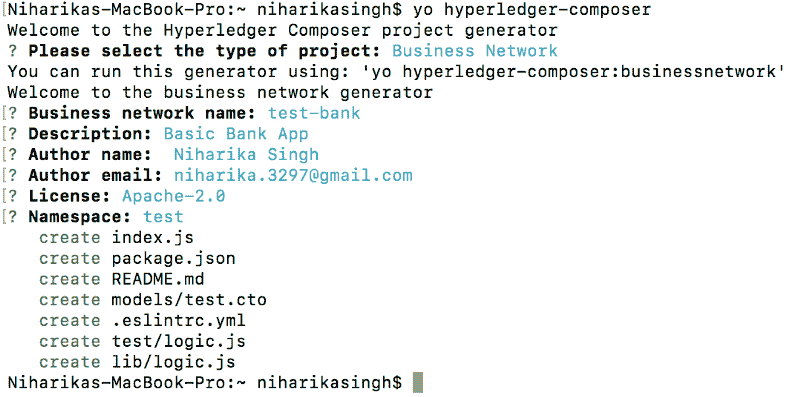 [Niharikas-MacBook-Pro:~ niharikasingh$ yo hyperledger-composer
Welcome to the Hyperledger Composer project generator
? Please select the type of project: Business Network
You can run this generator using: 'yo hyperledger-composer:businessnetwork'
Welcome to the business network generator
[? Business network name: test-bank
[? Description: Basic Bank App
[? Author name:  Niharika Singh
[? Author email: niharika.3297@gmail.com
[? License: Apache-2.0
[? Namespace: test
create index.js
create package.json
create README.md
create models/test.cto
create .eslintrc.yml
create test/logic.js
create lib/logic.js
Niharikas-MacBook-Pro:~ niharikasingh$